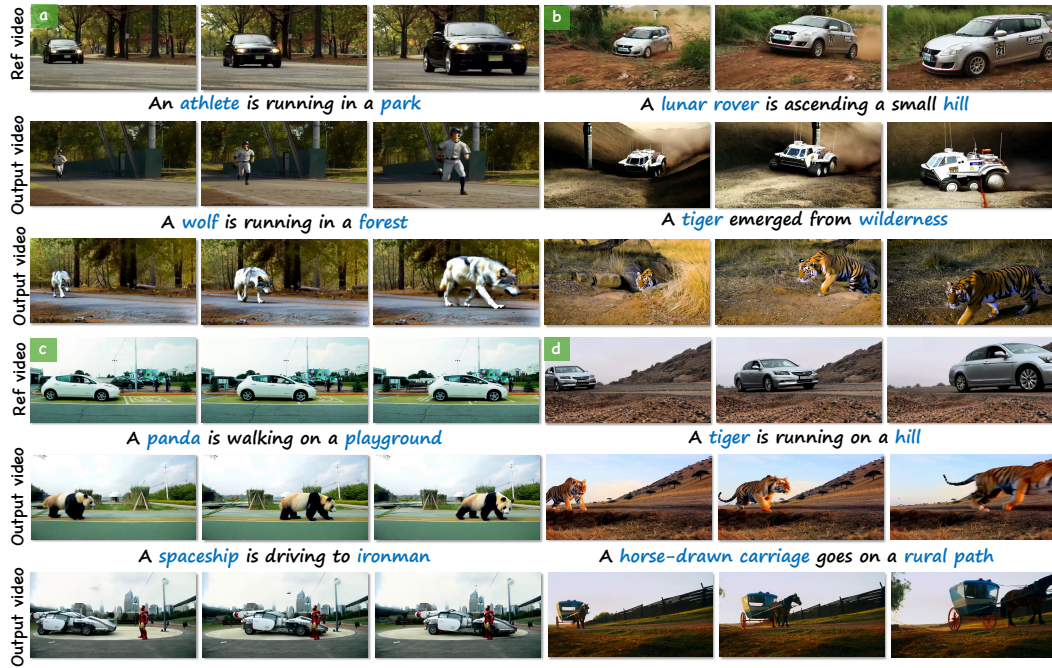 Ref video
a
b
An athlete is running in a park
A lunar rover is ascending a small hill
Output video
A wolf is running in a forest
A tiger emerged from wilderness
Output video
Ref video
c
d
A panda is walking on a playground
A tiger is running on a hill
Output video
A spaceship is driving to ironman
A horse-drawn carriage goes on a rural path
Output video